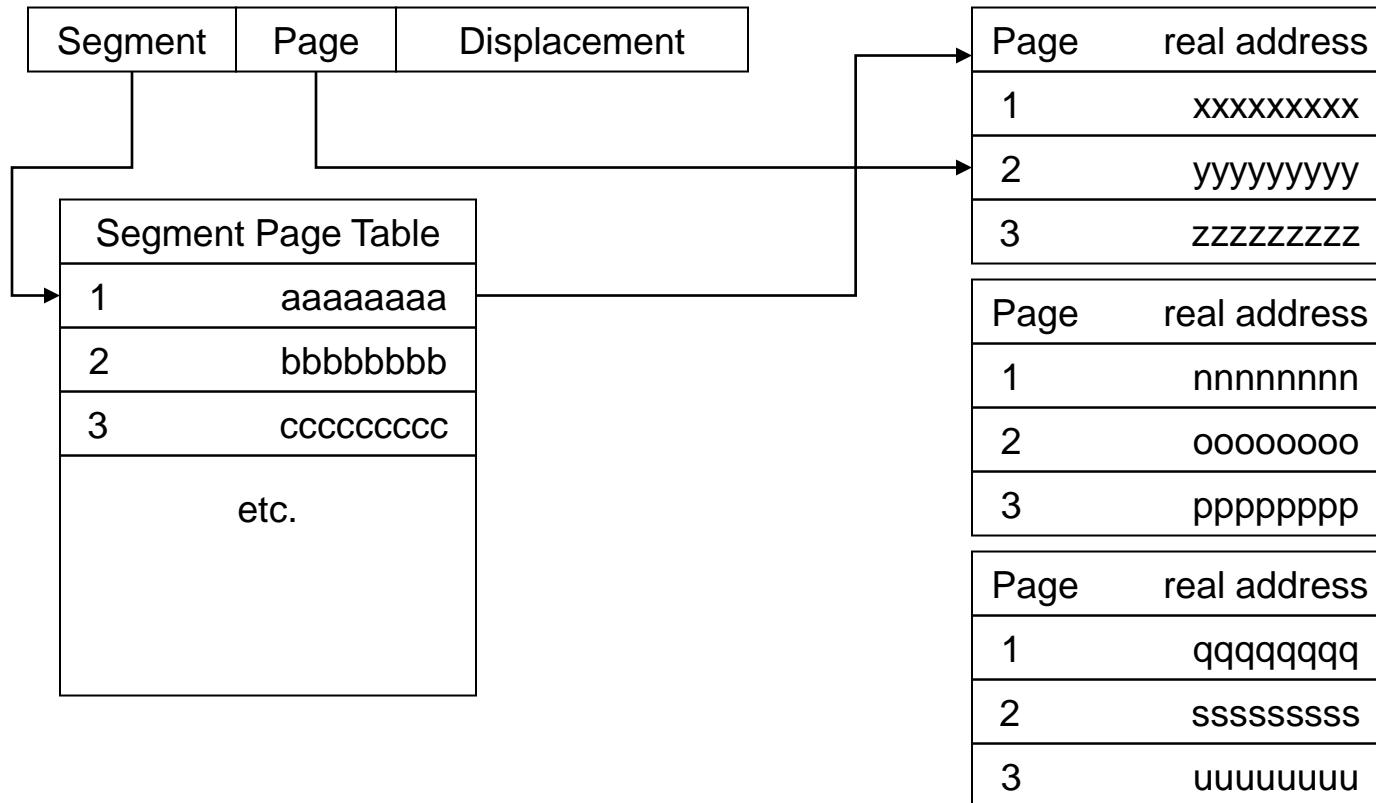 Segment Page Displacement
Segment Page Table
1 aaaaaaaa
2 bbbbbbbb
3 ccccccccc
etc.
Page real address
1 xxxxxxxxx
2 yyyyyyyyy
3 zzzzzzzzz
Page real address
1 nnnnnnnn
2 oooooooo
3 pppppppp
Page real address
1 qqqqqqqq
2 sssssssss
3 uuuuuuuu